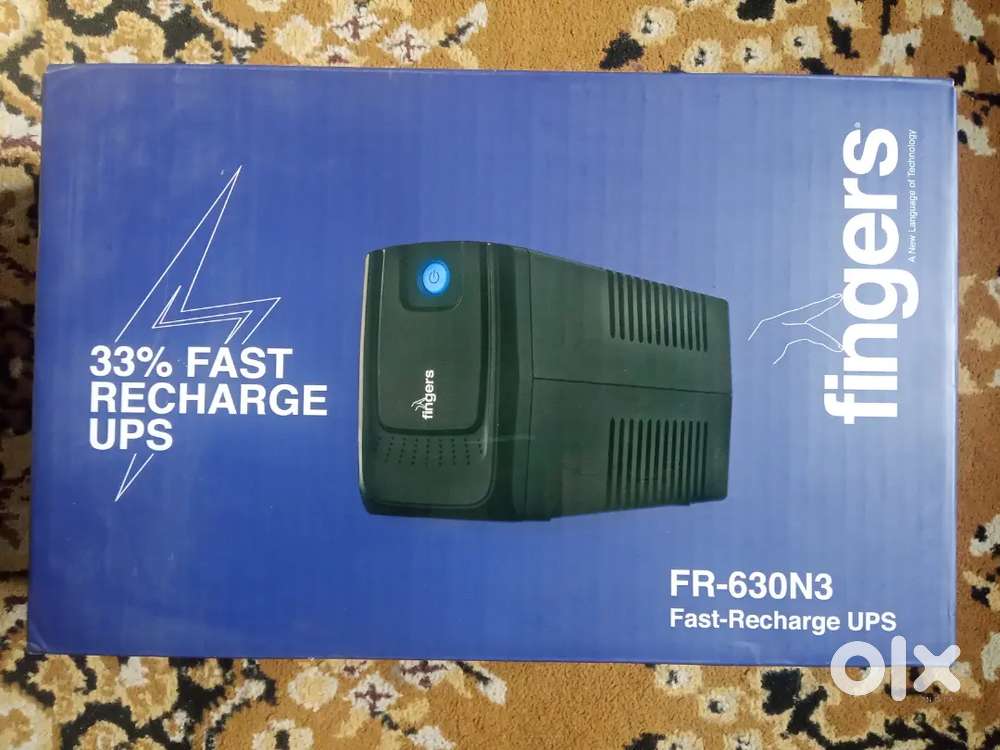 33% FAST
RECHARGE
UPS
fingers
fingers®
A New Language of Technology
FR-630N3
Fast-Recharge UPS
olx